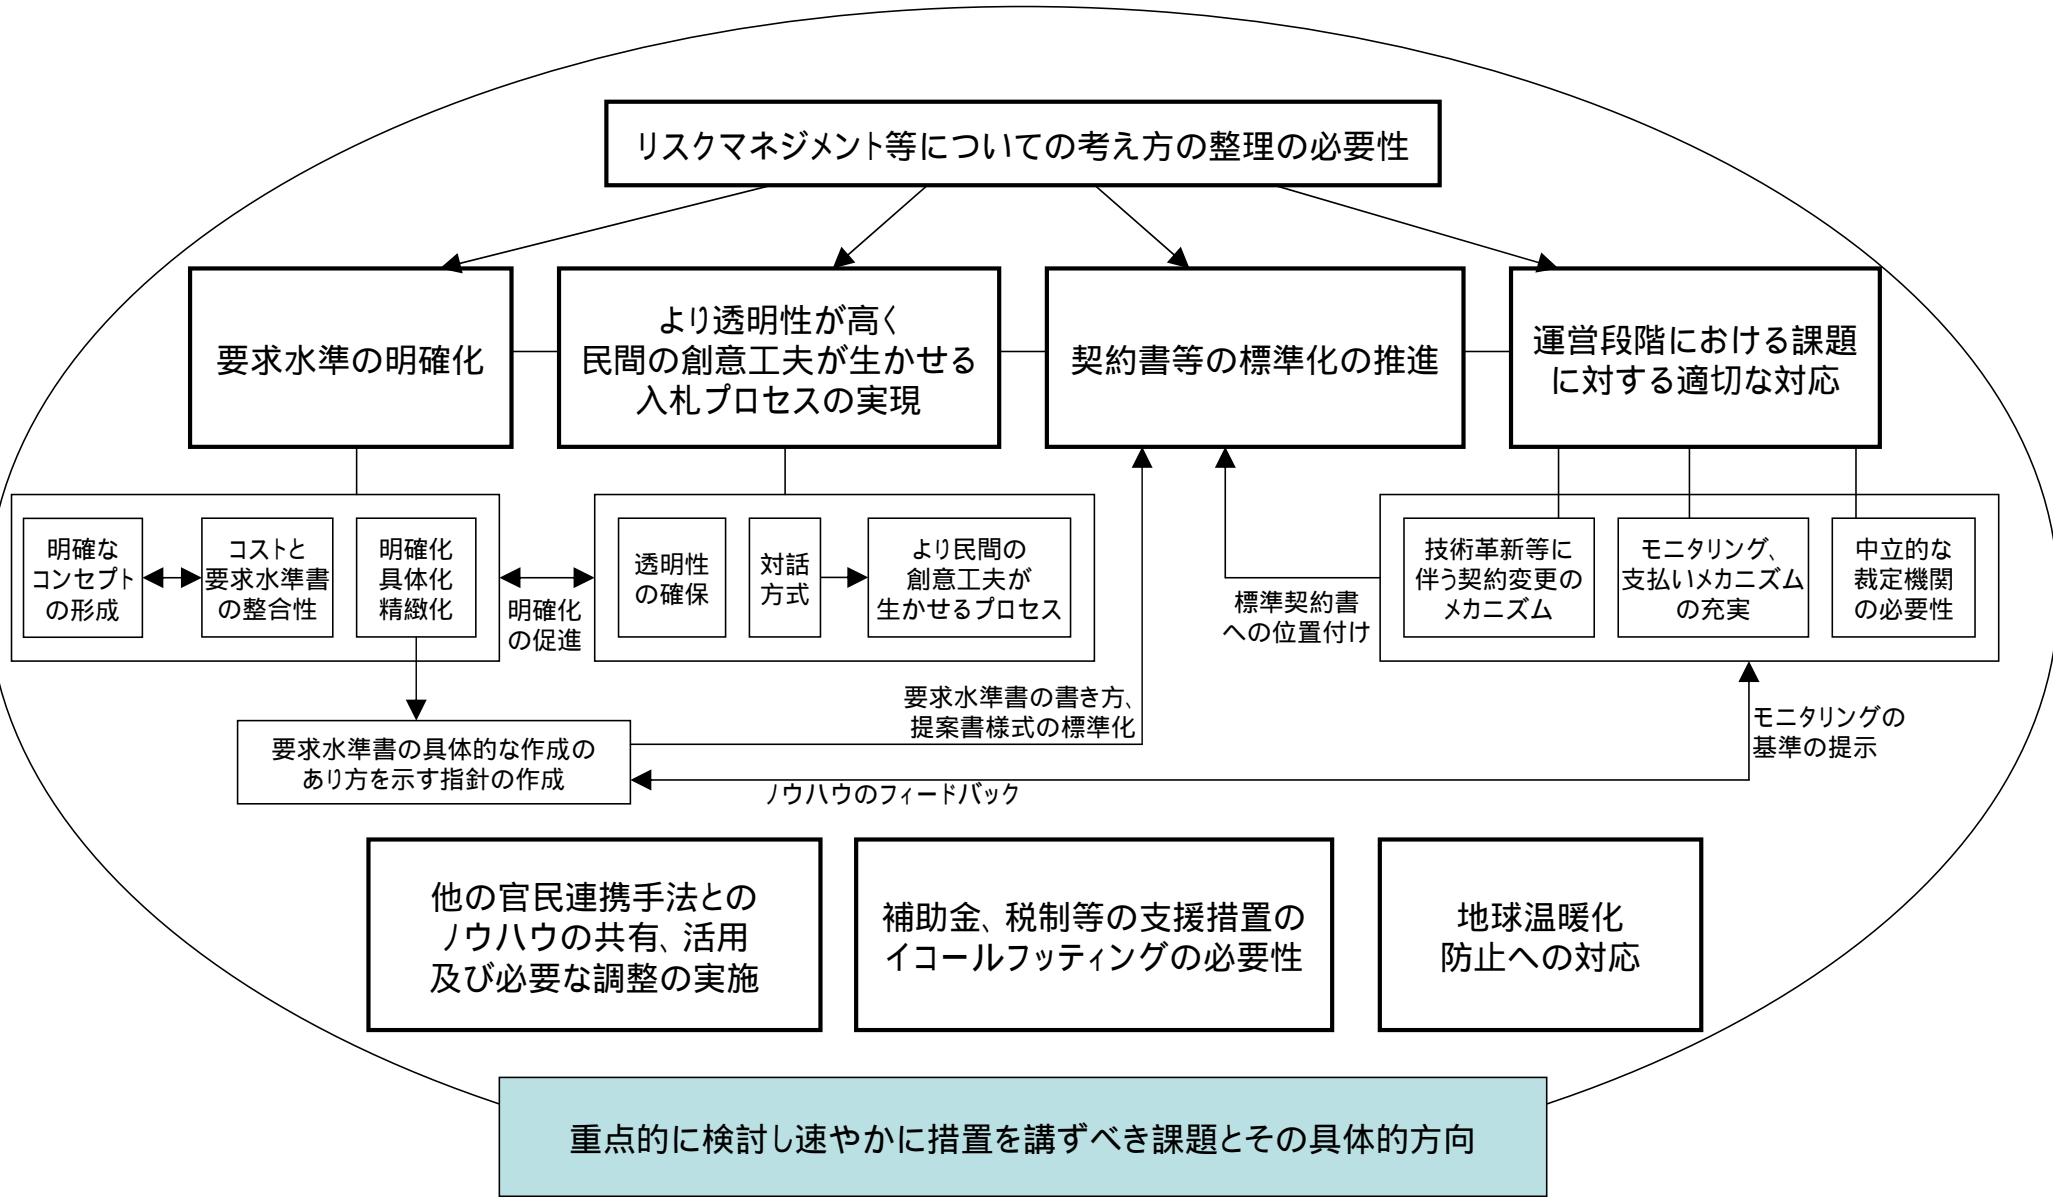 リスクマネジメント等についての考え方の整理の必要性
要求水準の明確化
より透明性が高く
民間の創意工夫が生かせる
入札プロセスの実現
契約書等の標準化の推進
運営段階における課題
に対する適切な対応
明確な
コンセプト
の形成
コストと
要求水準書
の整合性
明確化
具体化
精緻化
明確化
の促進
透明性
の確保
対話
方式
より民間の
創意工夫が
生かせるプロセス
標準契約書
への位置付け
技術革新等に
伴う契約変更の
メカニズム
モニタリング、
支払いメカニズム
の充実
中立的な
裁定機関
の必要性
要求水準書の書き方、
提案書様式の標準化
モニタリングの
基準の提示
要求水準書の具体的な作成の
あり方を示す指針の作成
ノウハウのフィードバック
他の官民連携手法との
ノウハウの共有、活用
及び必要な調整の実施
補助金、税制等の支援措置の
イコールフッティングの必要性
地球温暖化
防止への対応
重点的に検討し速やかに措置を講ずべき課題とその具体的方向